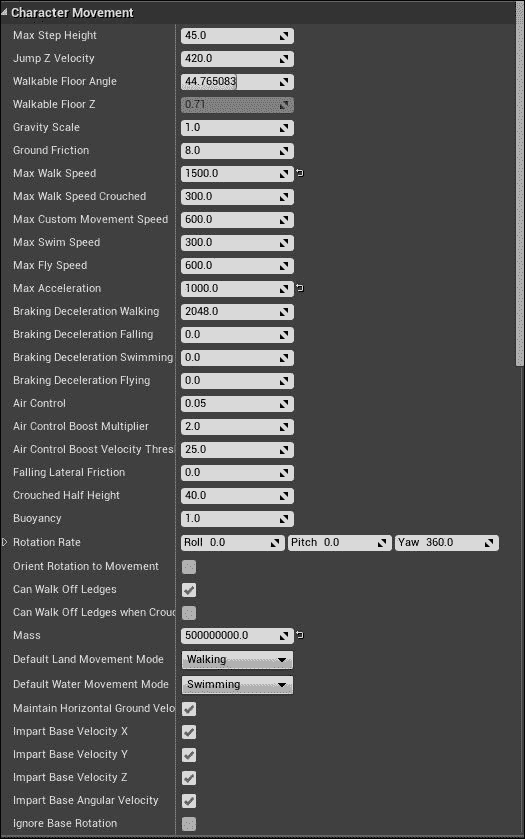 Character Movement
Max Step Height 45.0
Jump Z Velocity 420.0
Walkable Floor Angle 44.765083
Walkable Floor Z 0.71
Gravity Scale 1.0
Ground Friction 8.0
Max Walk Speed 1500.0
Max Walk Speed Crouched 300.0
Max Custom Movement Speed 600.0
Max Swim Speed 300.0
Max Fly Speed 600.0
Max Acceleration 1000.0
Braking Deceleration Walking 2048.0
Braking Deceleration Falling 0.0
Braking Deceleration Swimming 0.0
Braking Deceleration Flying 0.0
Air Control 0.05
Air Control Boost Multiplier 2.0
Air Control Boost Velocity Thres 25.0
Falling Lateral Friction 0.0
Crouched Half Height 40.0
Buoyancy 1.0
Rotation Rate Roll 0.0 Pitch 0.0 Yaw 360.0
Orient Rotation to Movement
Can Walk Off Ledges
Can Walk Off Ledges when Crouc
Mass 500000000.0
Default Land Movement Mode Walking
Default Water Movement Mode Swimming
Maintain Horizontal Ground Velo
Impart Base Velocity X
Impart Base Velocity Y
Impart Base Velocity Z
Impart Base Angular Velocity
Ignore Base Rotation